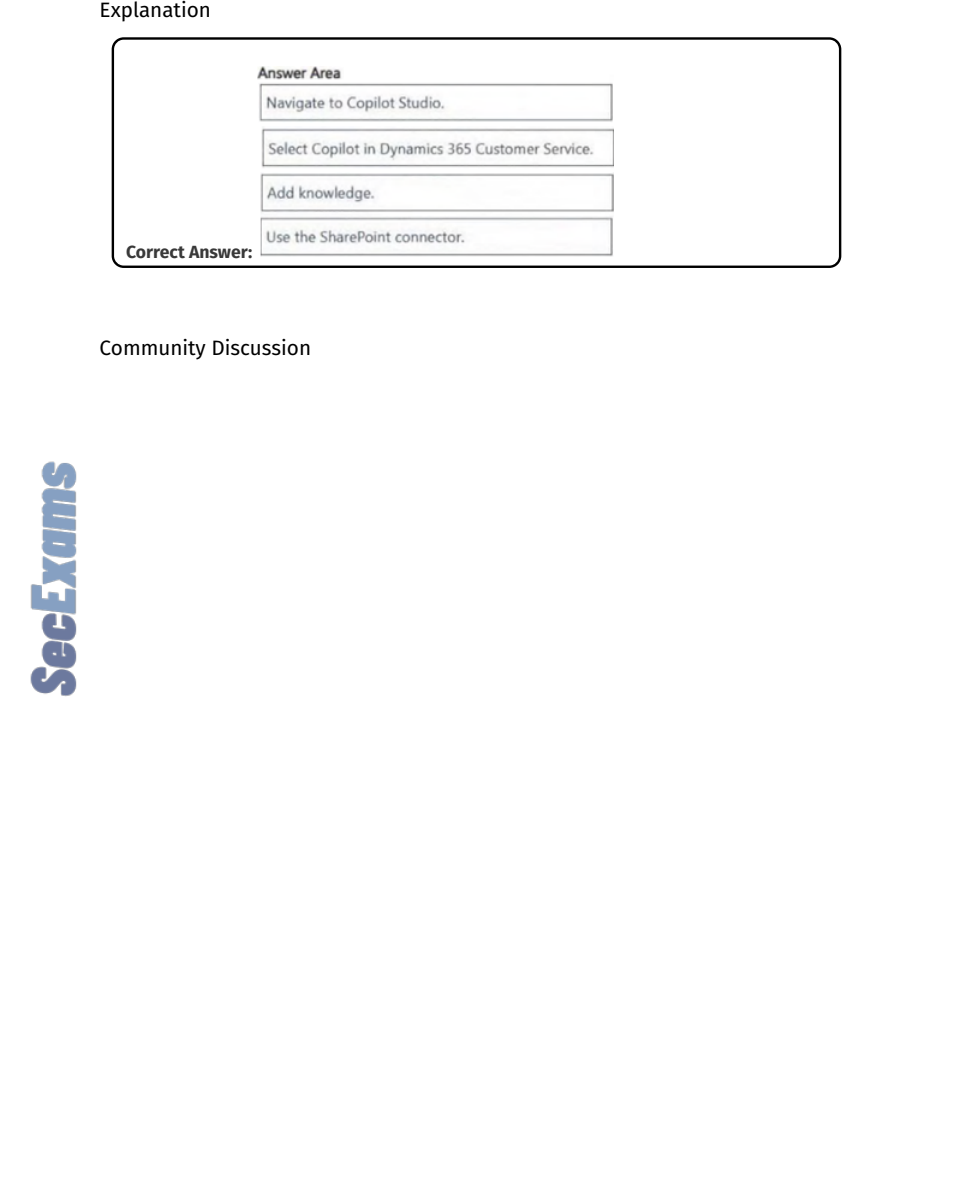 Explanation
Answer Area
Navigate to Copilot Studio.
Select Copilot in Dynamics 365 Customer Service.
Add knowledge.
Use the SharePoint connector.
Correct Answer:
Community Discussion
SecExams